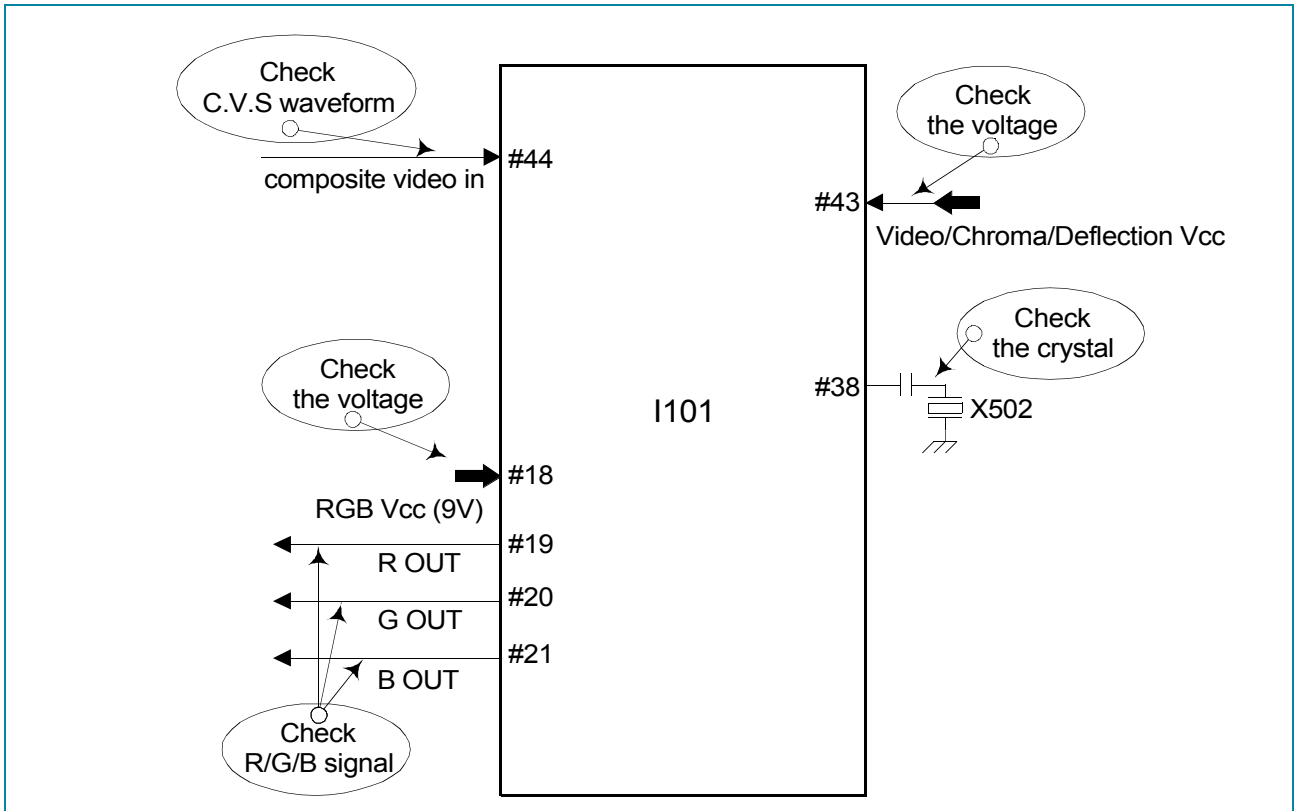 Check
C.V.S waveform
#44
composite video in
Check
the voltage
#43
Video/Chroma/Deflection Vcc
Check
the crystal
#38
X502
I101
Check
the voltage
#18
RGB Vcc (9V)
#19
R OUT
#20
G OUT
#21
B OUT
Check
R/G/B signal